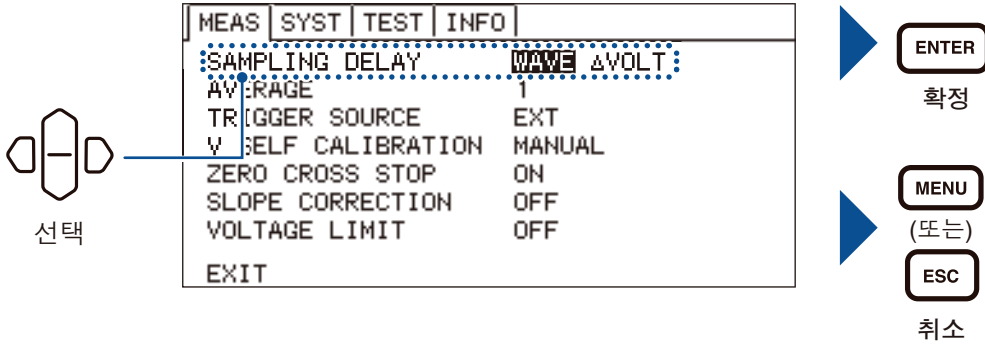 MEAS SYST TEST INFO
SAMPLING DELAY WAVE ΔVOLT
AVERAGE 1
TRIGGER SOURCE EXT
V SELF CALIBRATION MANUAL
ZERO CROSS STOP ON
SLOPE CORRECTION OFF
VOLTAGE LIMIT OFF
EXIT
선택
ENTER
확정
MENU
(또는)
ESC
취소